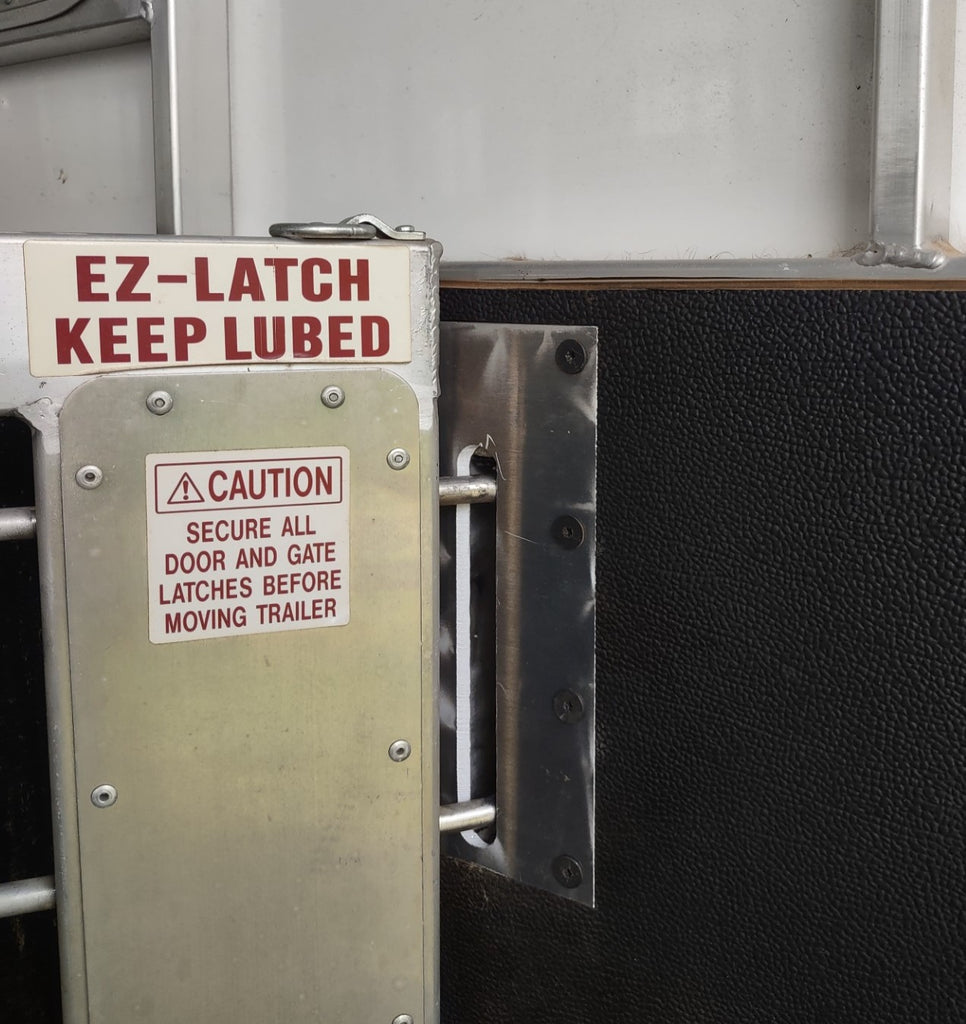 EZ-LATCH
KEEP LUBED
CAUTION
SECURE ALL
DOOR AND GATE
LATCHES BEFORE
MOVING TRAILER